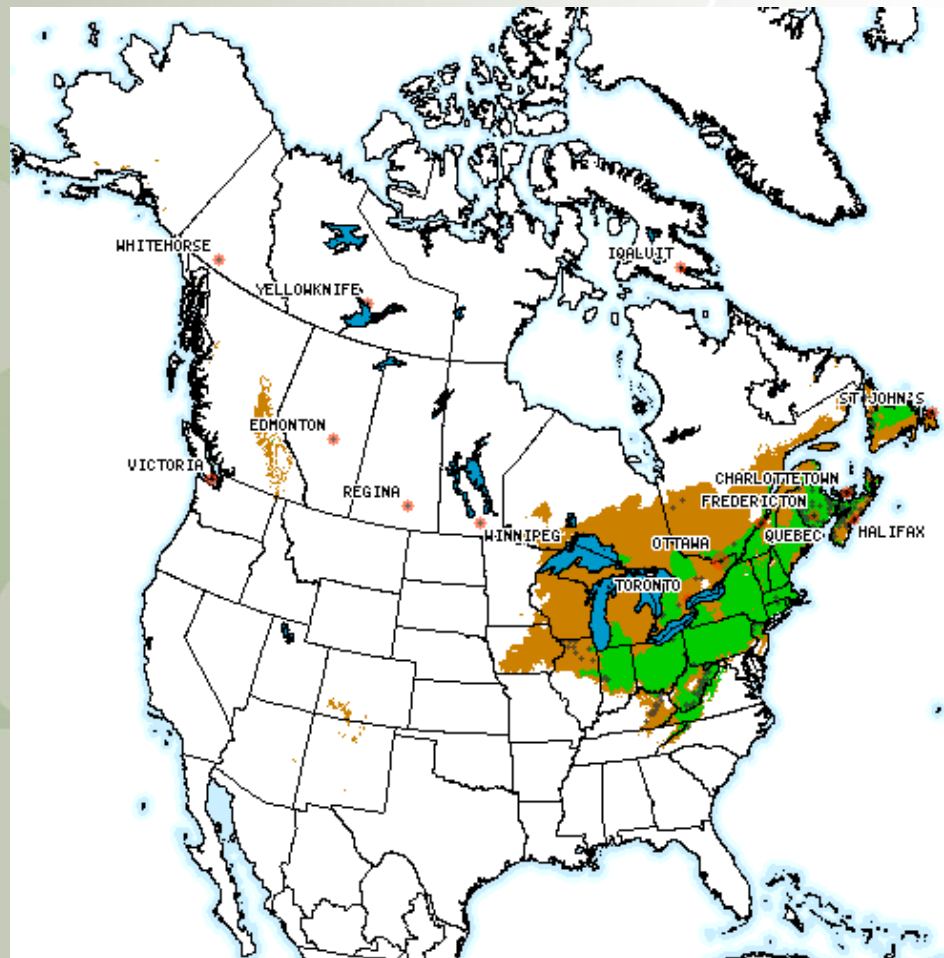 WHITEHORSE
IQALUIT
YELLOWKNIFE
ST JOHN'S
EDMONTON
VICTORIA
CHARLOTTETOWN
REGINA
FREDERICTON
WINNIPEG
OTTAWA
QUEBEC
HALIFAX
TORONTO